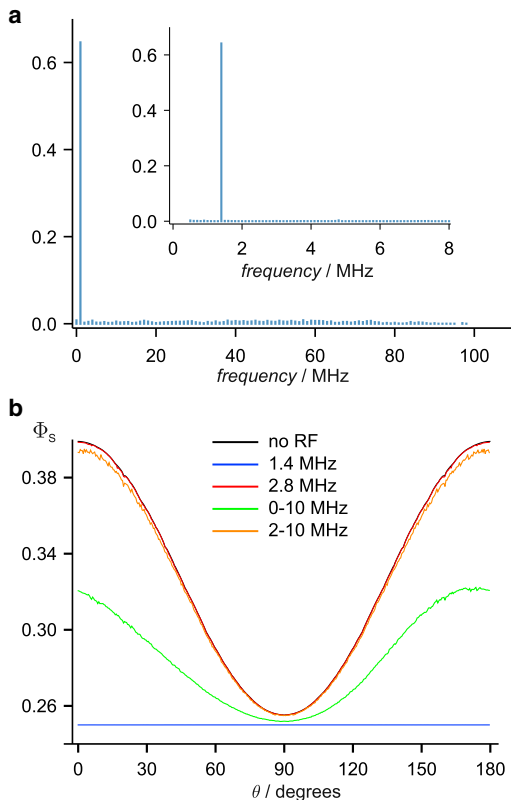 a
0.6
0.4
0.2
0.0
0 20 40 60 80 100
frequency / MHz
0.6
0.4
0.2
0.0
0 2 4 6 8
frequency / MHz
b
Φs
0.38
0.34
0.30
0.26
no RF
1.4 MHz
2.8 MHz
0-10 MHz
2-10 MHz
0 30 60 90 120 150 180
θ / degrees